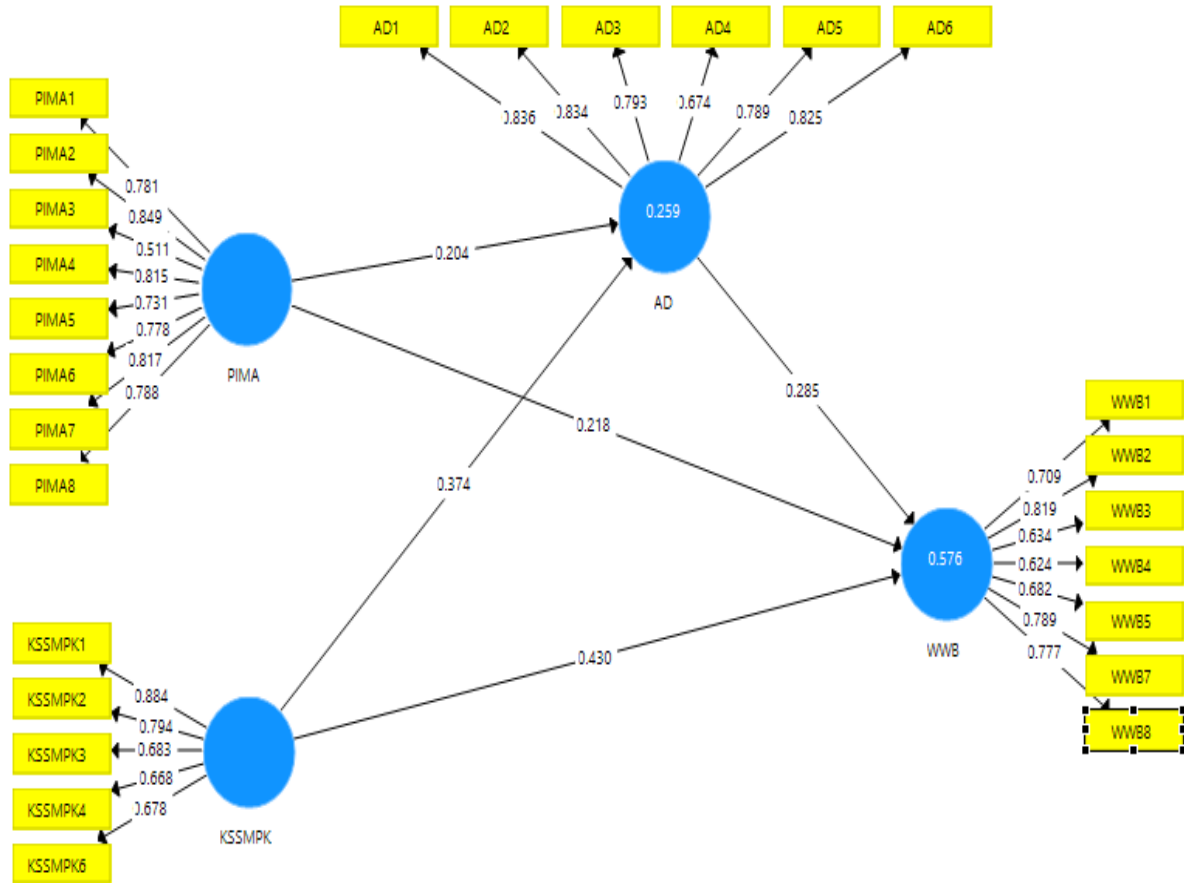 AD1
AD2
AD3
AD4
AD5
AD6
0.836
0.834
0.793
0.674
0.789
0.825
PIMA1
PIMA2
PIMA3
PIMA4
PIMA5
PIMA6
PIMA7
PIMA8
0.781
0.849
0.511
0.815
0.731
0.778
0.817
0.788
PIMA
0.259
AD
0.204
0.218
0.285
0.374
0.430
KSSMPK1
KSSMPK2
KSSMPK3
KSSMPK4
KSSMPK6
0.884
0.794
0.683
0.668
0.678
KSSMPK
0.576
WWB
0.709
0.819
0.634
0.624
0.682
0.789
0.777
WWB1
WWB2
WWB3
WWB4
WWB5
WWB7
WWB8